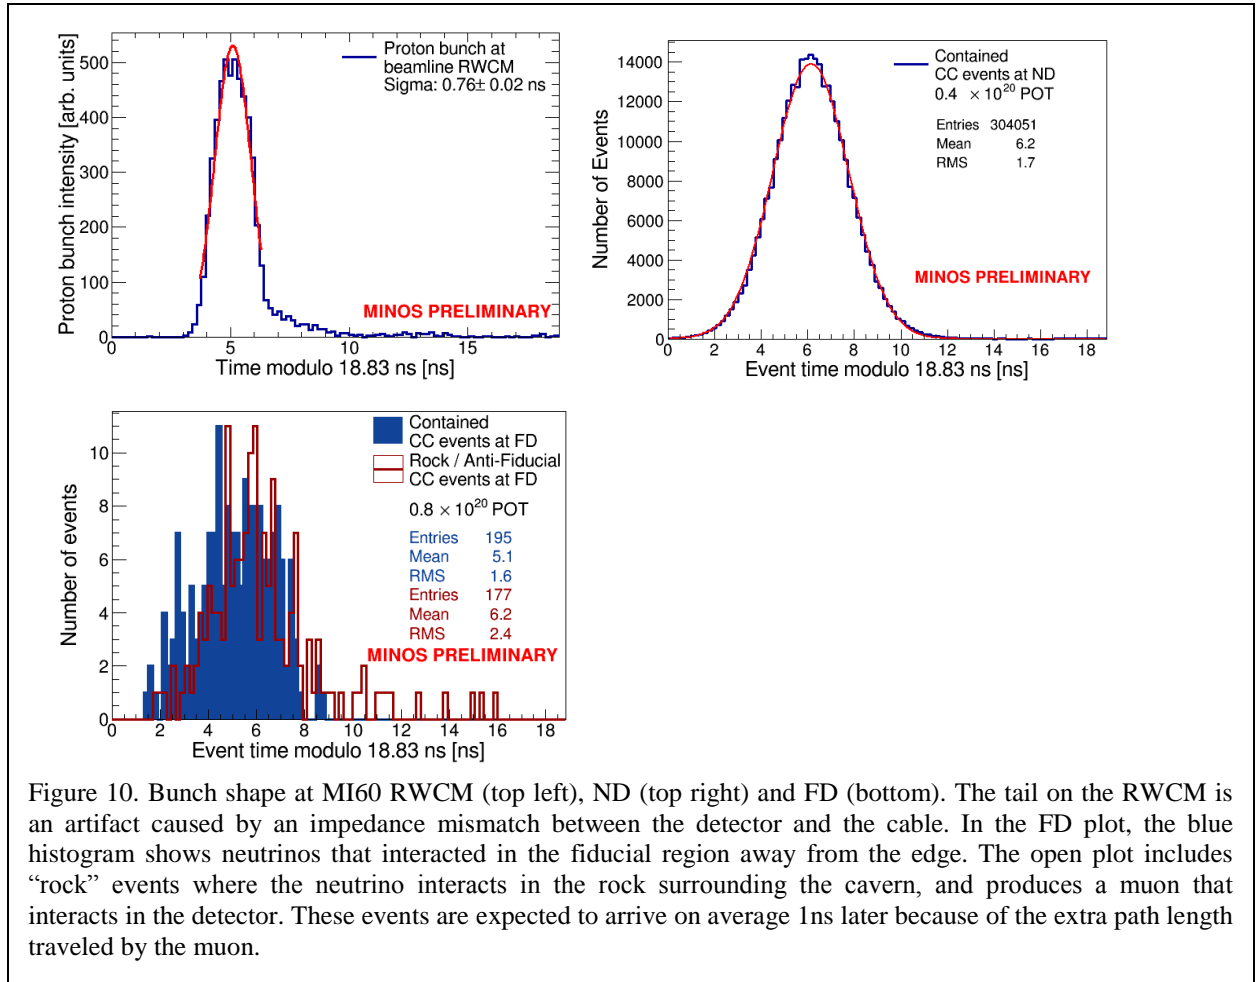 Proton bunch intensity [arb. units]
500
400
300
200
100
0
Proton bunch at
beamline RWCM
Sigma: 0.76± 0.02 ns
MINOS PRELIMINARY
0 5 10 15
Time modulo 18.83 ns [ns]
Number of Events
14000
12000
10000
8000
6000
4000
2000
0
Contained
CC events at ND
0.4 × 10²⁰ POT
Entries 304051
Mean 6.2
RMS 1.7
MINOS PRELIMINARY
0 2 4 6 8 10 12 14 16 18
Event time modulo 18.83 ns [ns]
Number of events
10
8
6
4
2
0
Contained
CC events at FD
Rock / Anti-Fiducial
CC events at FD
0.8 × 10²⁰ POT
Entries 195
Mean 5.1
RMS 1.6
Entries 177
Mean 6.2
RMS 2.4
MINOS PRELIMINARY
0 2 4 6 8 10 12 14 16 18
Event time modulo 18.83 ns [ns]
Figure 10. Bunch shape at MI60 RWCM (top left), ND (top right) and FD (bottom). The tail on the RWCM is
an artifact caused by an impedance mismatch between the detector and the cable. In the FD plot, the blue
histogram shows neutrinos that interacted in the fiducial region away from the edge. The open plot includes
“rock” events where the neutrino interacts in the rock surrounding the cavern, and produces a muon that
interacts in the detector. These events are expected to arrive on average 1ns later because of the extra path length
traveled by the muon.